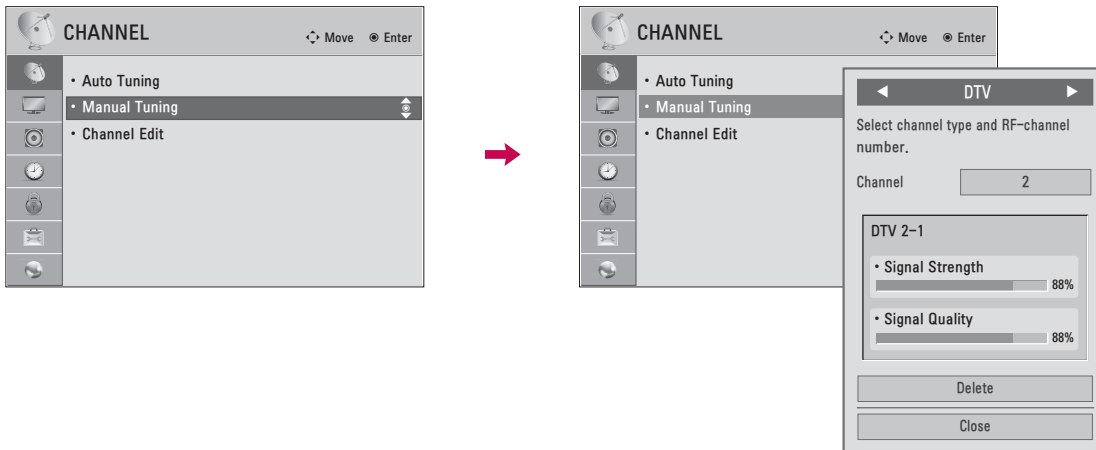 CHANNEL
Move
Enter
• Auto Tuning
• Manual Tuning
• Channel Edit
CHANNEL
Move
Enter
• Auto Tuning
• Manual Tuning
• Channel Edit
◀ DTV ▶
Select channel type and RF-channel
number.
Channel 2
DTV 2-1
• Signal Strength
88%
• Signal Quality
88%
Delete
Close